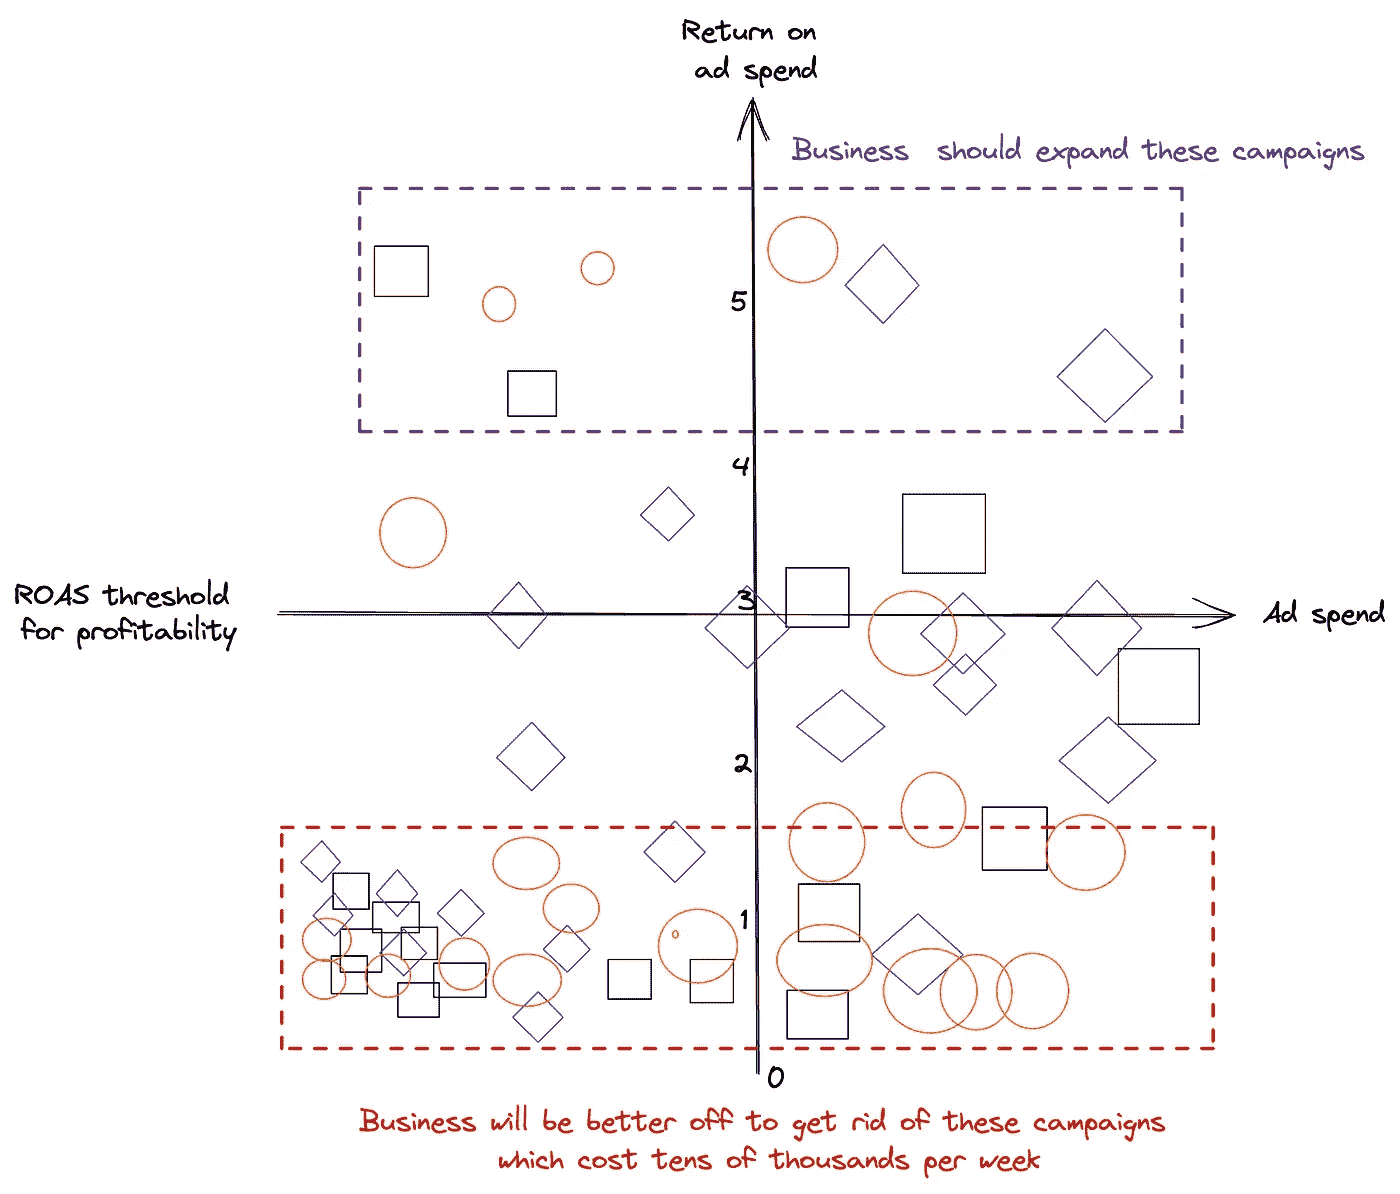 Return on
ad spend
Business should expand these campaigns
5
4
3
ROAS threshold
for profitability
Ad spend
2
1
0
Business will be better off to get rid of these campaigns
which cost tens of thousands per week